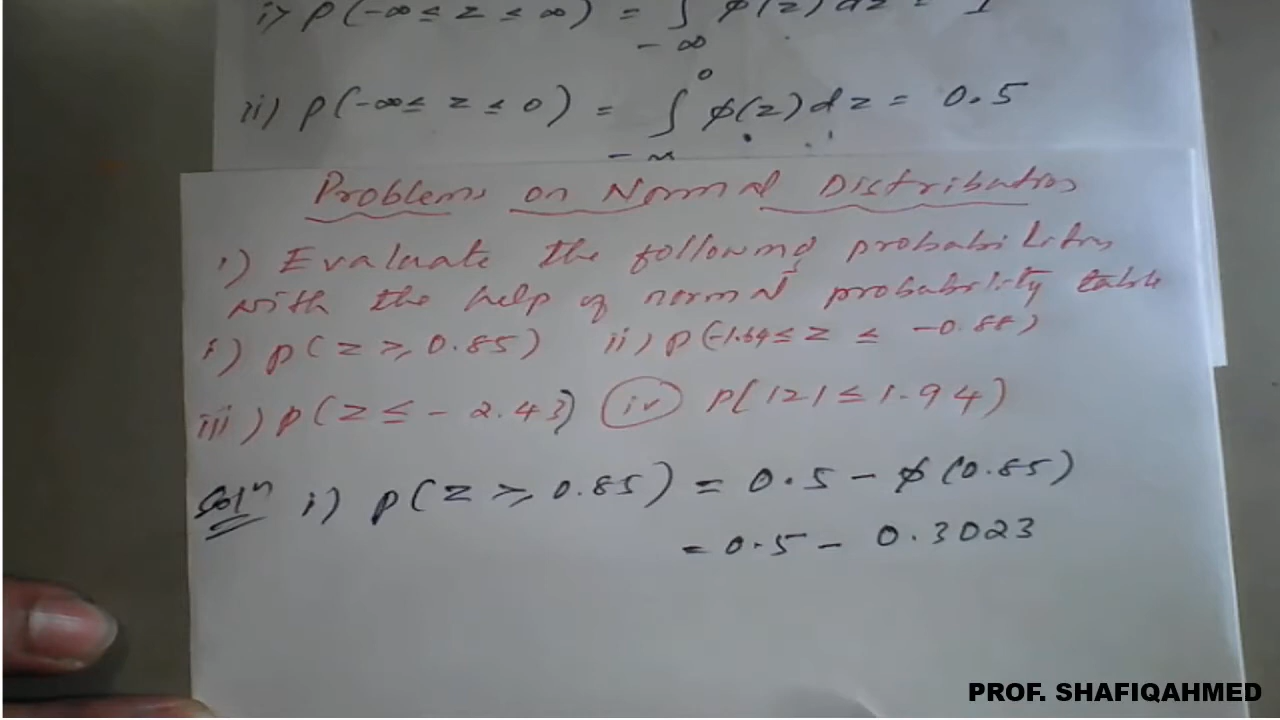 i> P(-∞ ≤ z ≤ ∞) = ∫ -∞ φ(z) dz = 1
ii) P(-∞ ≤ z ≤ 0) = ∫ -∞ 0 φ(z) dz = 0.5
Problems on Normal Distribution
1) Evaluate the following probabilities
with the help of normal probability table
i) P(z ≥ 0.85) ii) P(-1.64 ≤ z ≤ -0.88)
iii) P(z ≤ -2.43) iv) P(|z| ≤ 1.94)
Solⁿ i) P(z ≥ 0.85) = 0.5 - φ(0.85)
= 0.5 - 0.3023
PROF. SHAFIQAHMED